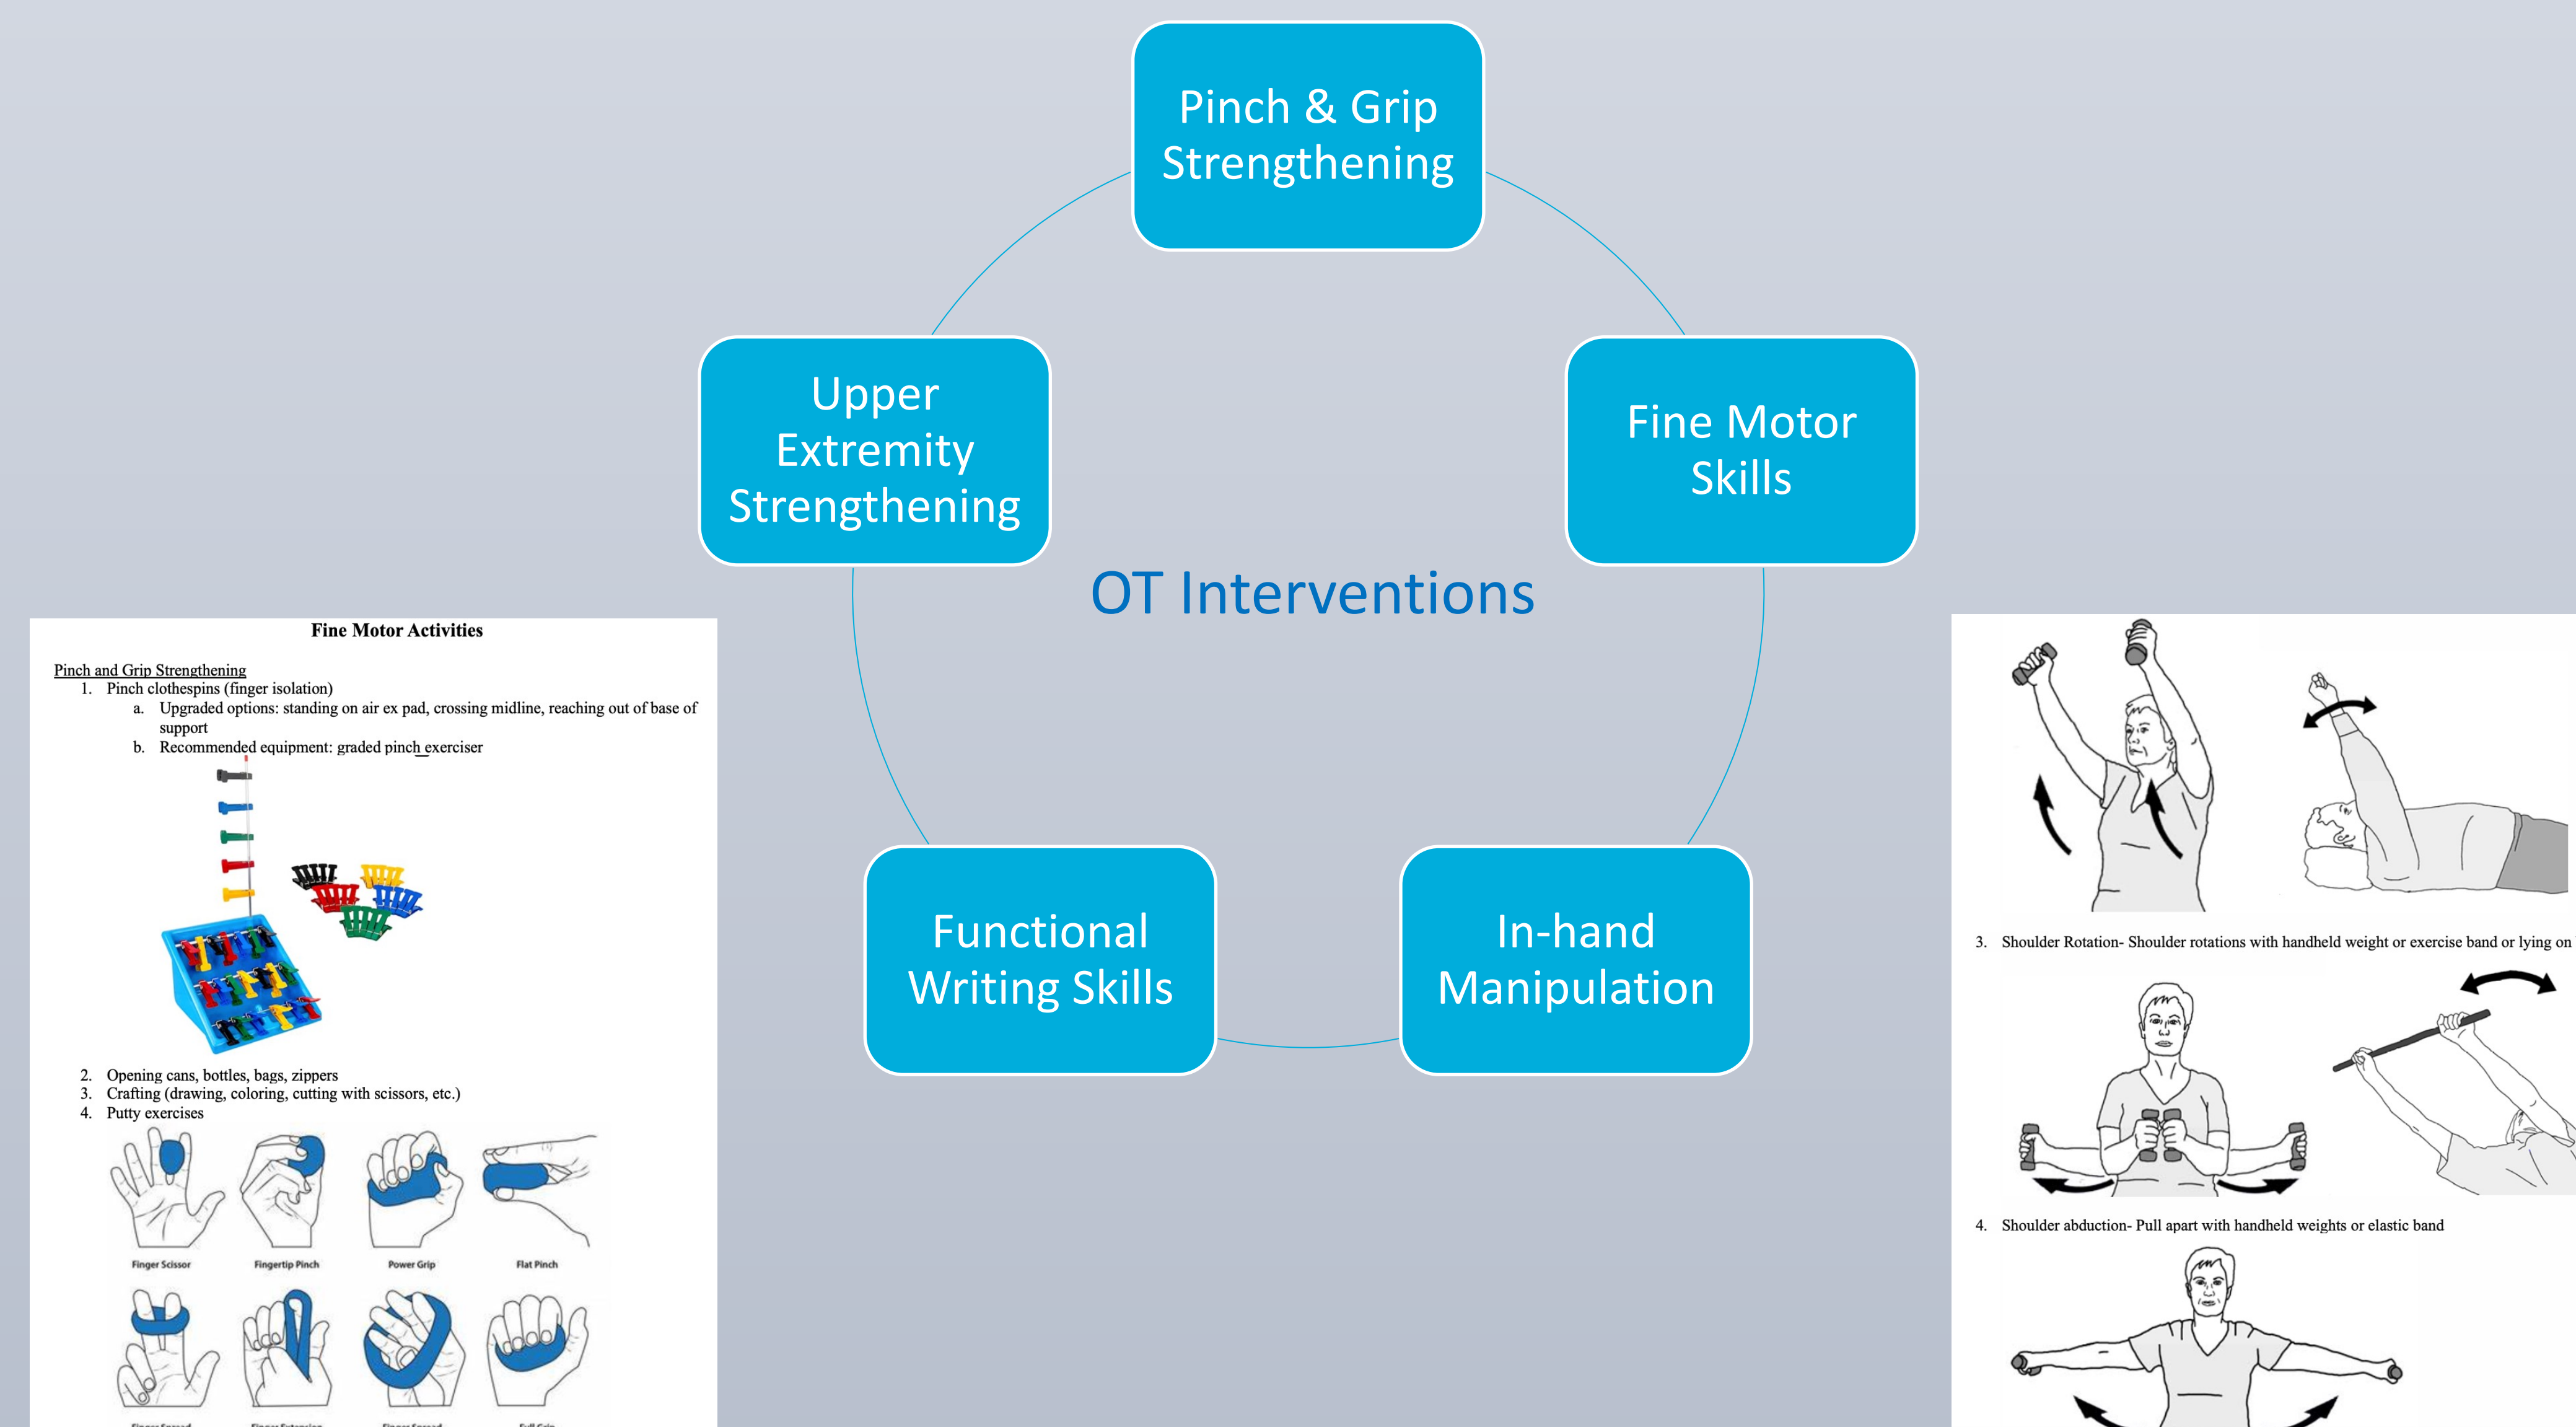 Pinch & Grip
Strengthening
Upper
Extremity
Strengthening
Fine Motor
Skills
OT Interventions
Functional
Writing Skills
In-hand
Manipulation
Fine Motor Activities
Pinch and Grip Strengthening
1. Pinch clothespins (finger isolation)
a. Upgraded options: standing on air ex pad, crossing midline, reaching out of base of
support
b. Recommended equipment: graded pinch exerciser
2. Opening cans, bottles, bags, zippers
3. Crafting (drawing, coloring, cutting with scissors, etc.)
4. Putty exercises
Finger Scissor
Fingertip Pinch
Power Grip
Flat Pinch
3. Shoulder Rotation- Shoulder rotations with handheld weight or exercise band or lying on
4. Shoulder abduction- Pull apart with handheld weights or elastic band